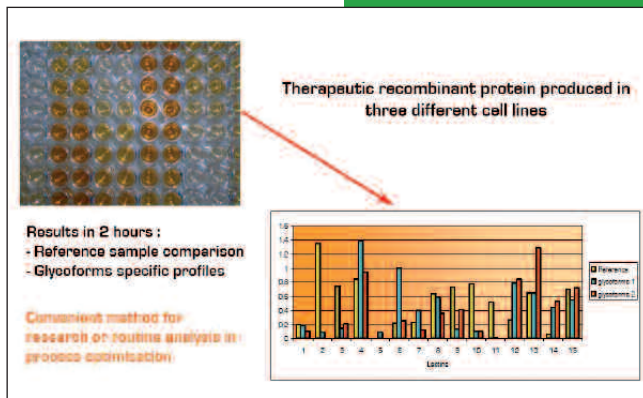 Therapeutic recombinant protein produced in
three different cell lines
Results in 2 hours :
- Reference sample comparison
- Glycoforms specific profiles
Convenient method for
research or routine analysis in
process optimisation
1,6
1,4
1,2
1
0,8
0,6
0,4
0,2
0
1 2 3 4 5 6 7 8 9 10 11 12 13 14 15
Lectins
Reference
glycoforms 1
glycoforms 2